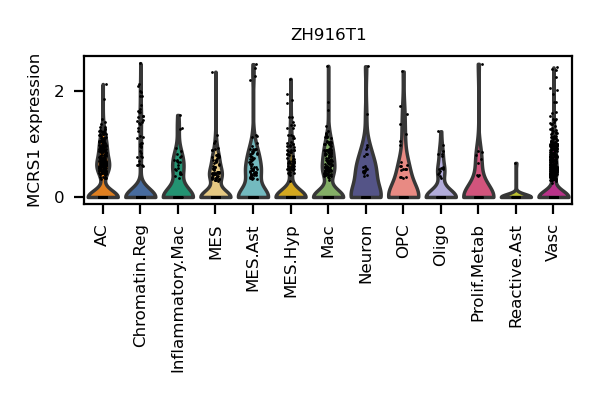 ZH916T1
MCRS1 expression
2
0
AC
Chromatin.Reg
Inflammatory.Mac
MES
MES.Ast
MES.Hyp
Mac
Neuron
OPC
Oligo
Prolif.Metab
Reactive.Ast
Vasc